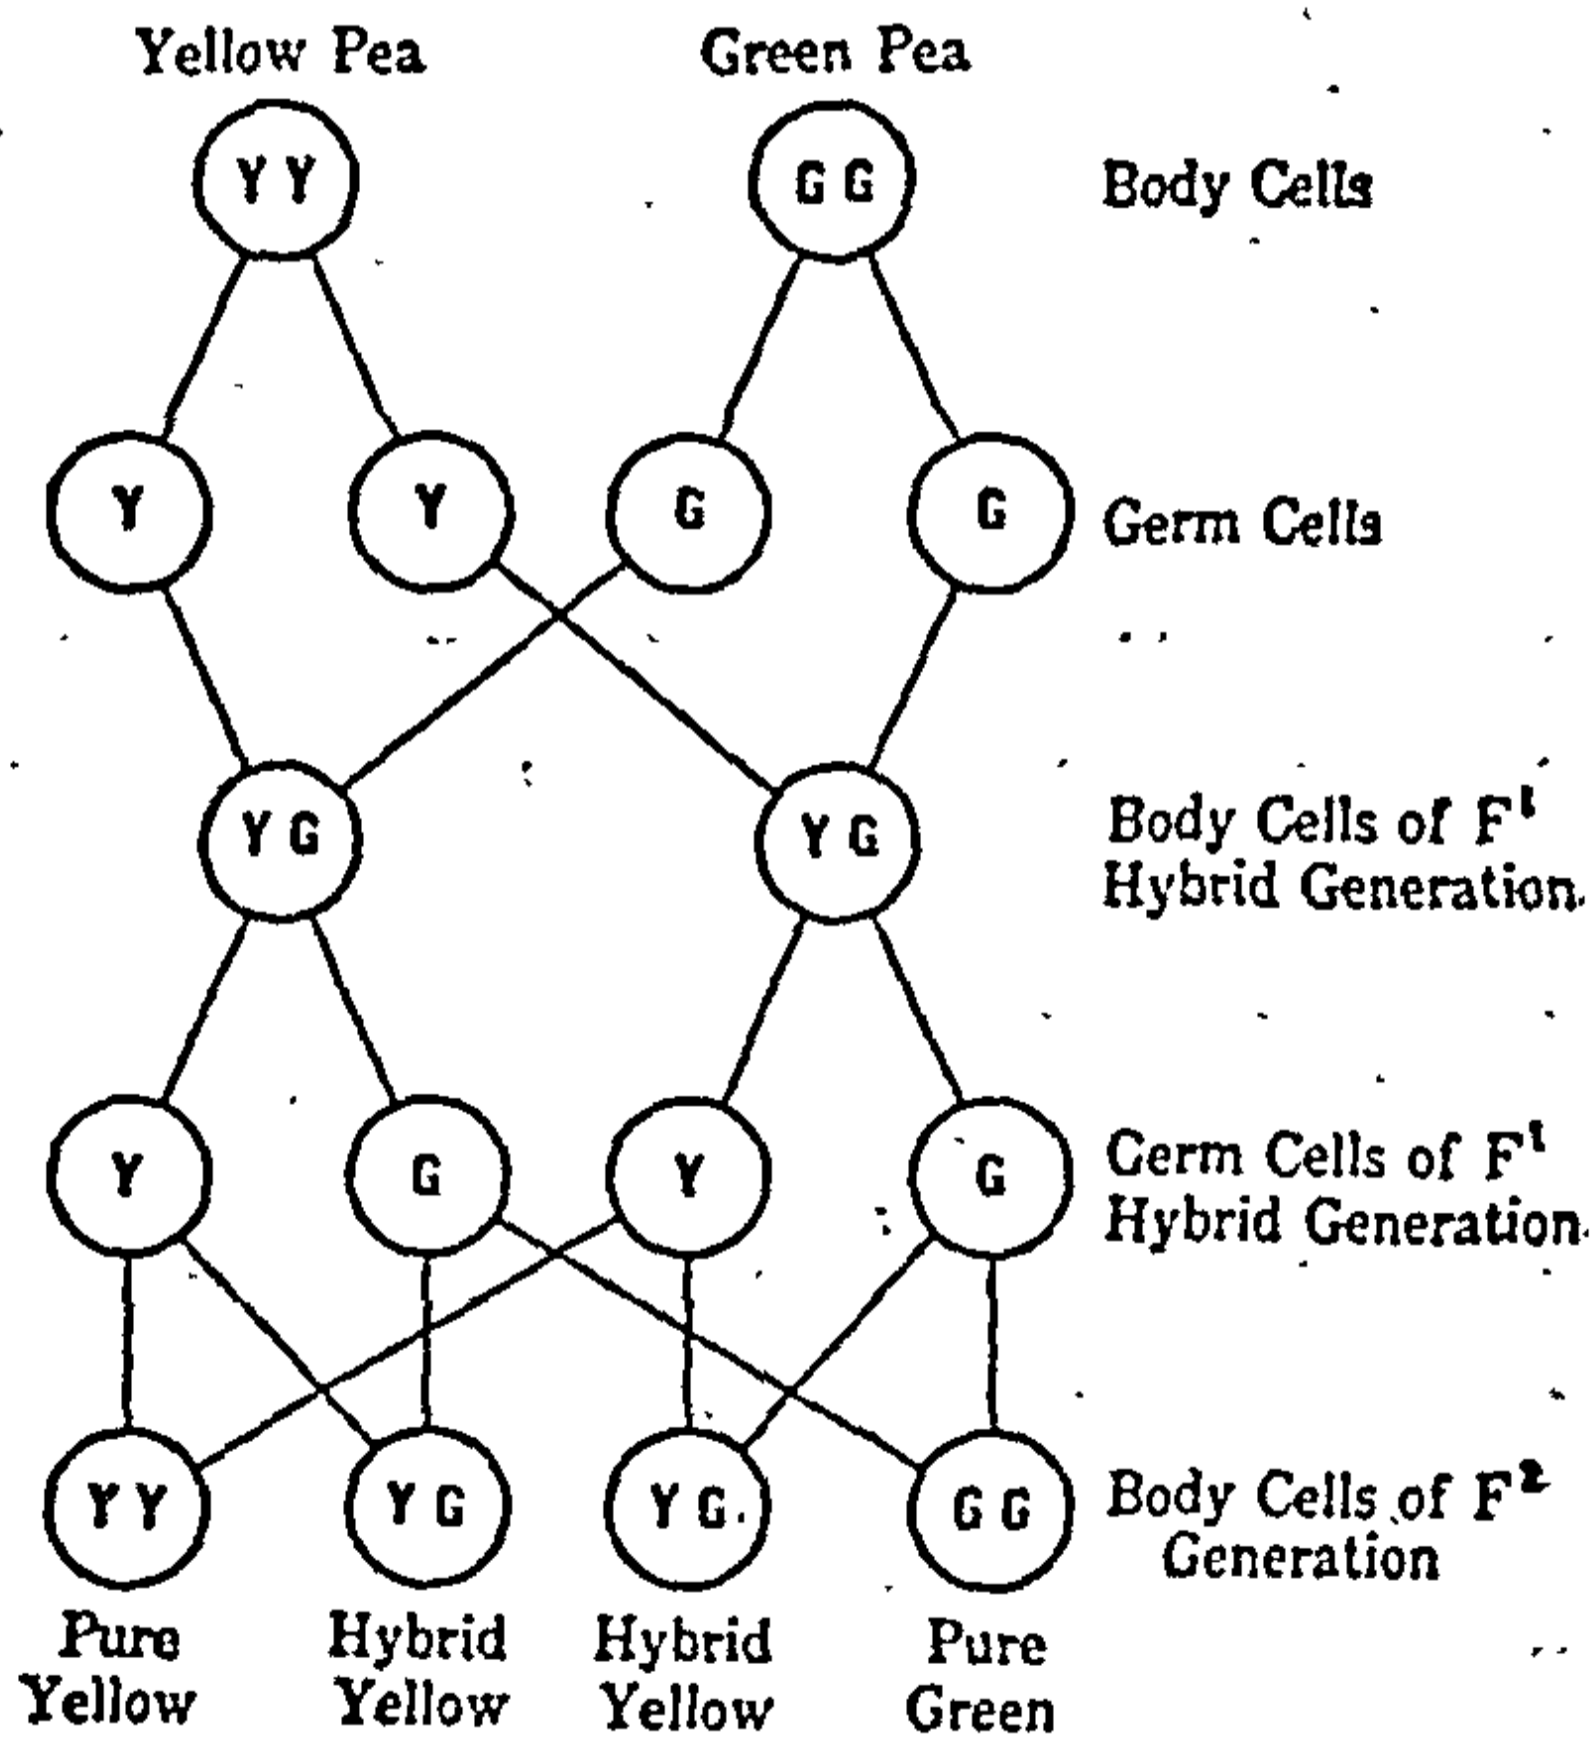 Yellow Pea Green Pea
Y Y G G Body Cells
Y Y G G Germ Cells
Y G Y G Body Cells of F¹
Hybrid Generation.
Y G Y G Germ Cells of F¹
Hybrid Generation.
Y Y Y G Y G. G G Body Cells of F²
Generation
Pure Hybrid Hybrid Pure
Yellow Yellow Yellow Green